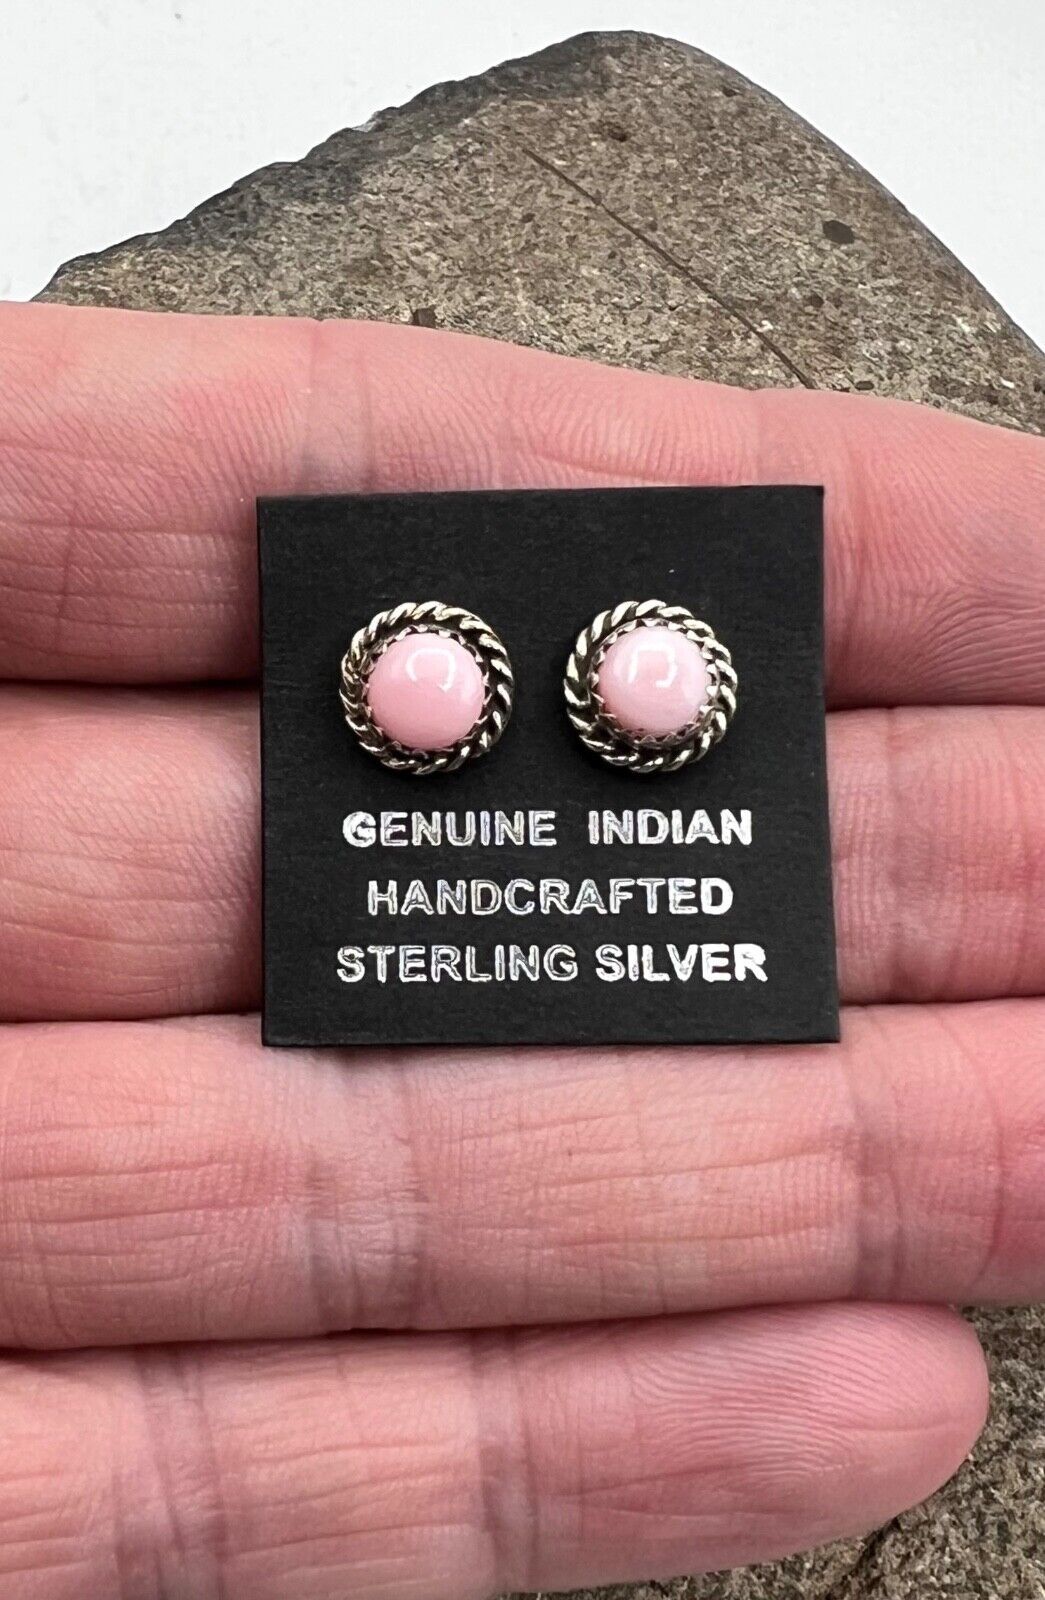 GENUINE INDIAN
HANDCRAFTED
STERLING SILVER